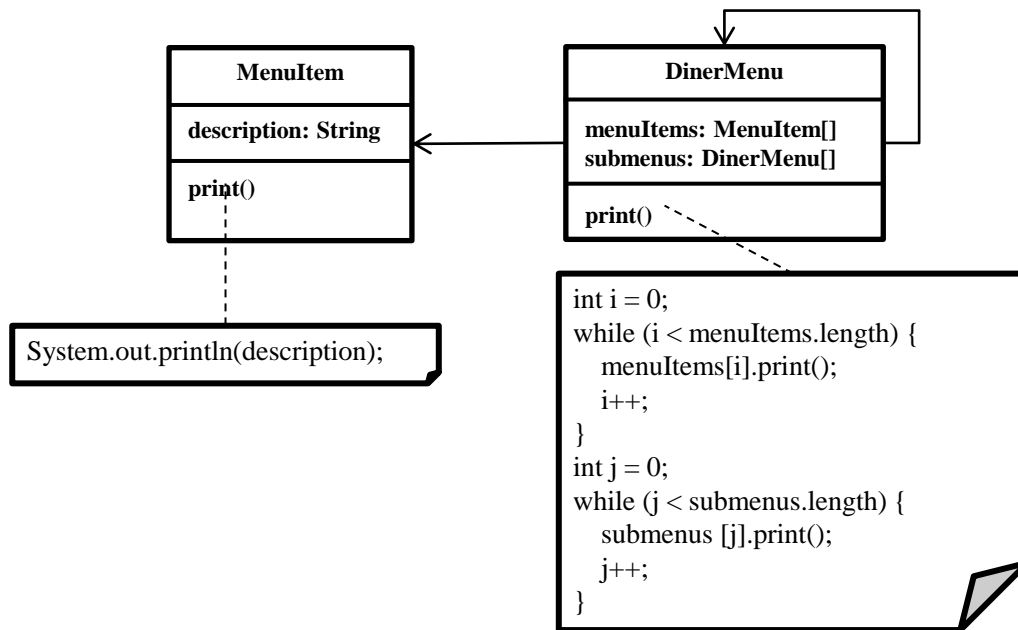 MenuItem
description: String
print()
DinerMenu
menuItems: MenuItem[]
submenus: DinerMenu[]
print()
System.out.println(description);
int i = 0;
while (i < menuItems.length) {
menuItems[i].print();
i++;
}
int j = 0;
while (j < submenus.length) {
submenus [j].print();
j++;
}